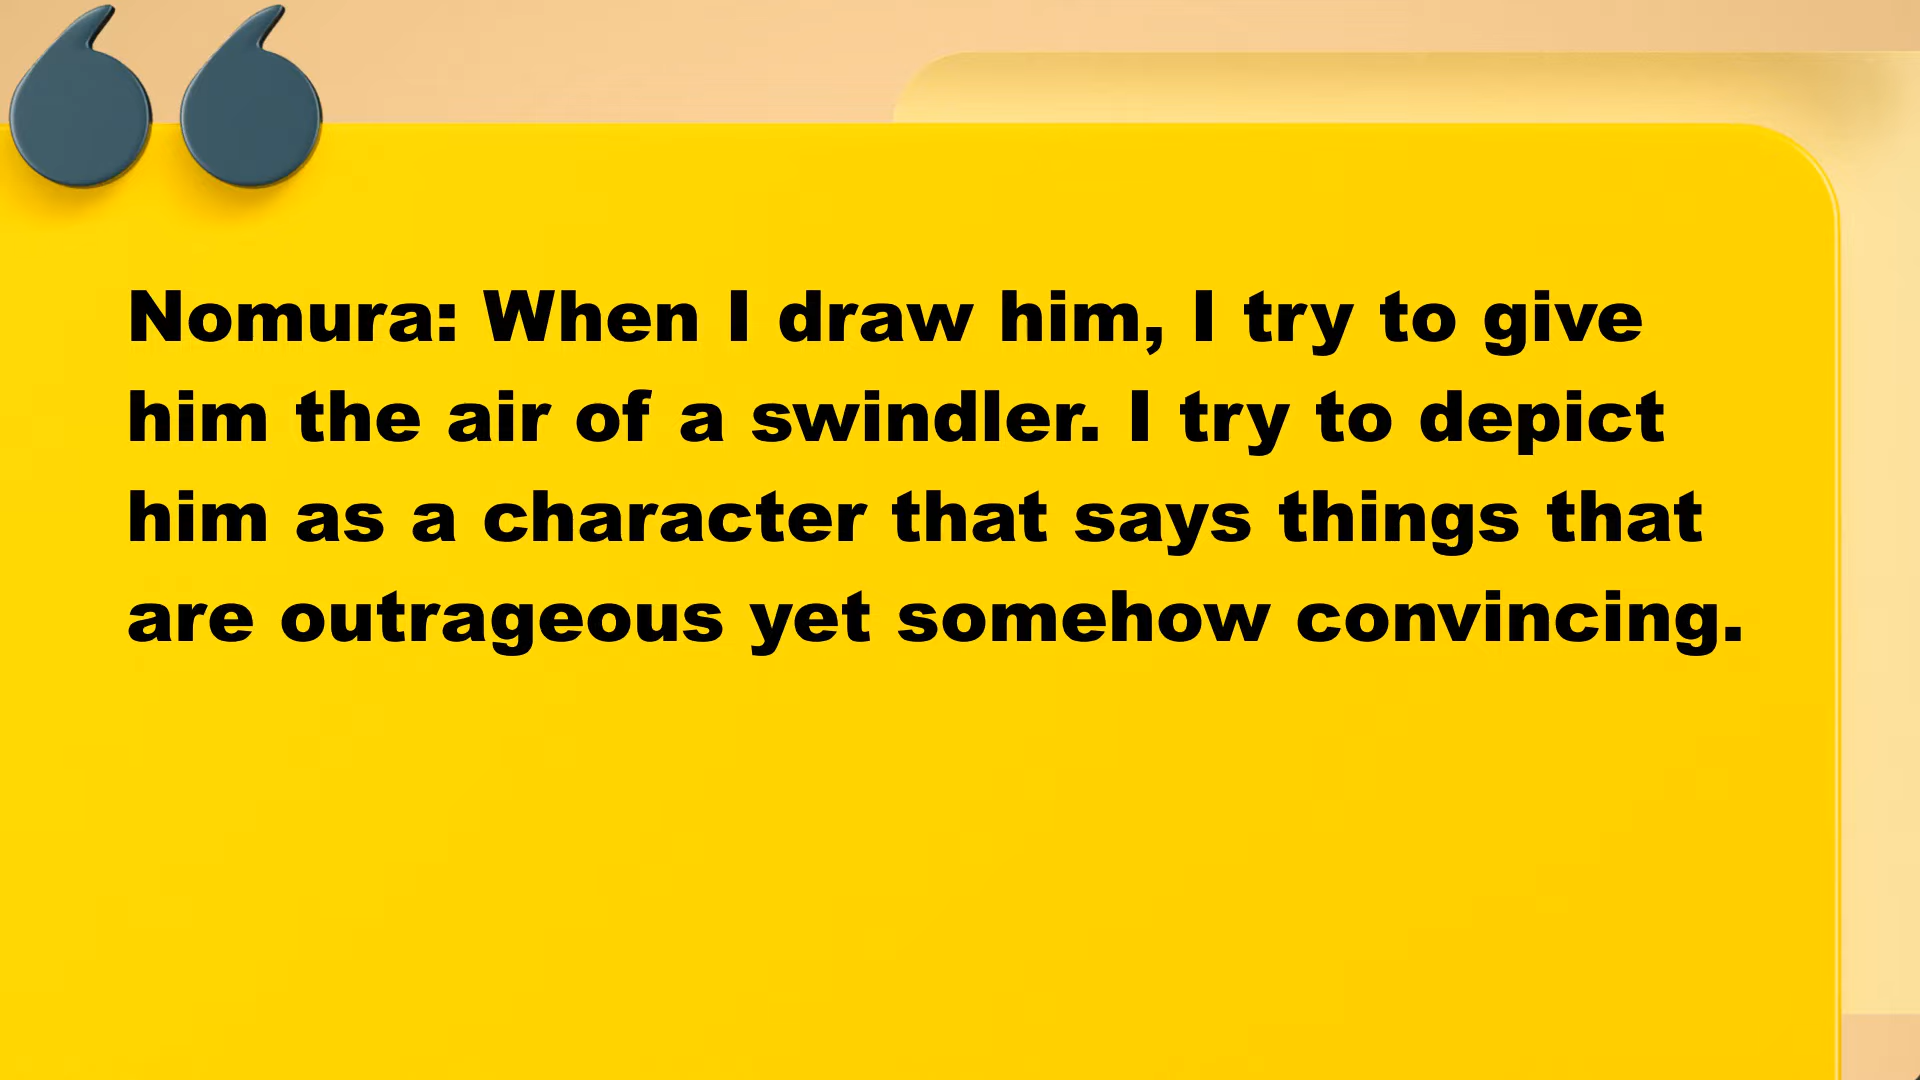 Nomura: When I draw him, I try to give
him the air of a swindler. I try to depict
him as a character that says things that
are outrageous yet somehow convincing.